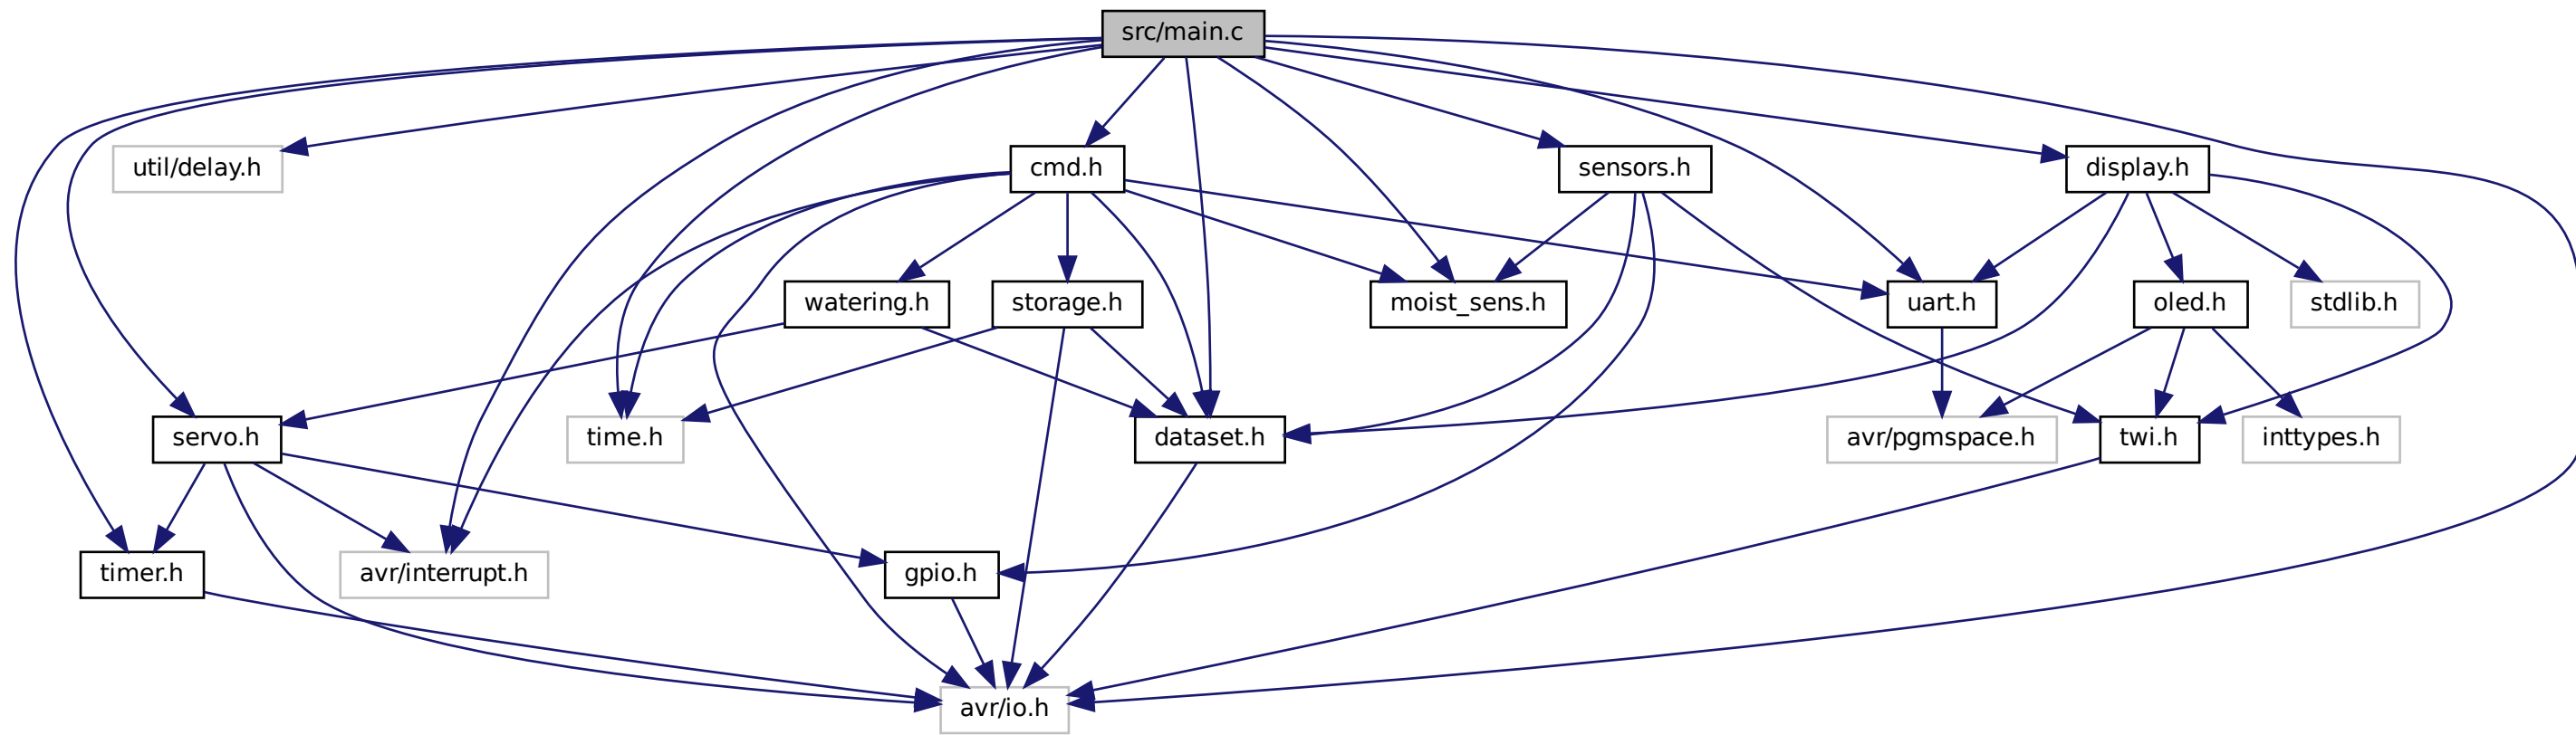 src/main.c
util/delay.h
cmd.h
sensors.h
display.h
watering.h
storage.h
moist_sens.h
uart.h
oled.h
stdlib.h
servo.h
time.h
dataset.h
avr/pgmspace.h
twi.h
inttypes.h
timer.h
avr/interrupt.h
gpio.h
avr/io.h